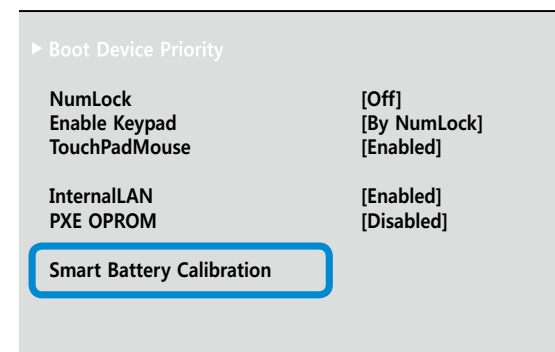 ▶ Boot Device Priority
NumLock [Off]
Enable Keypad [By NumLock]
TouchPadMouse [Enabled]
InternalLAN [Enabled]
PXE OPROM [Disabled]
Smart Battery Calibration